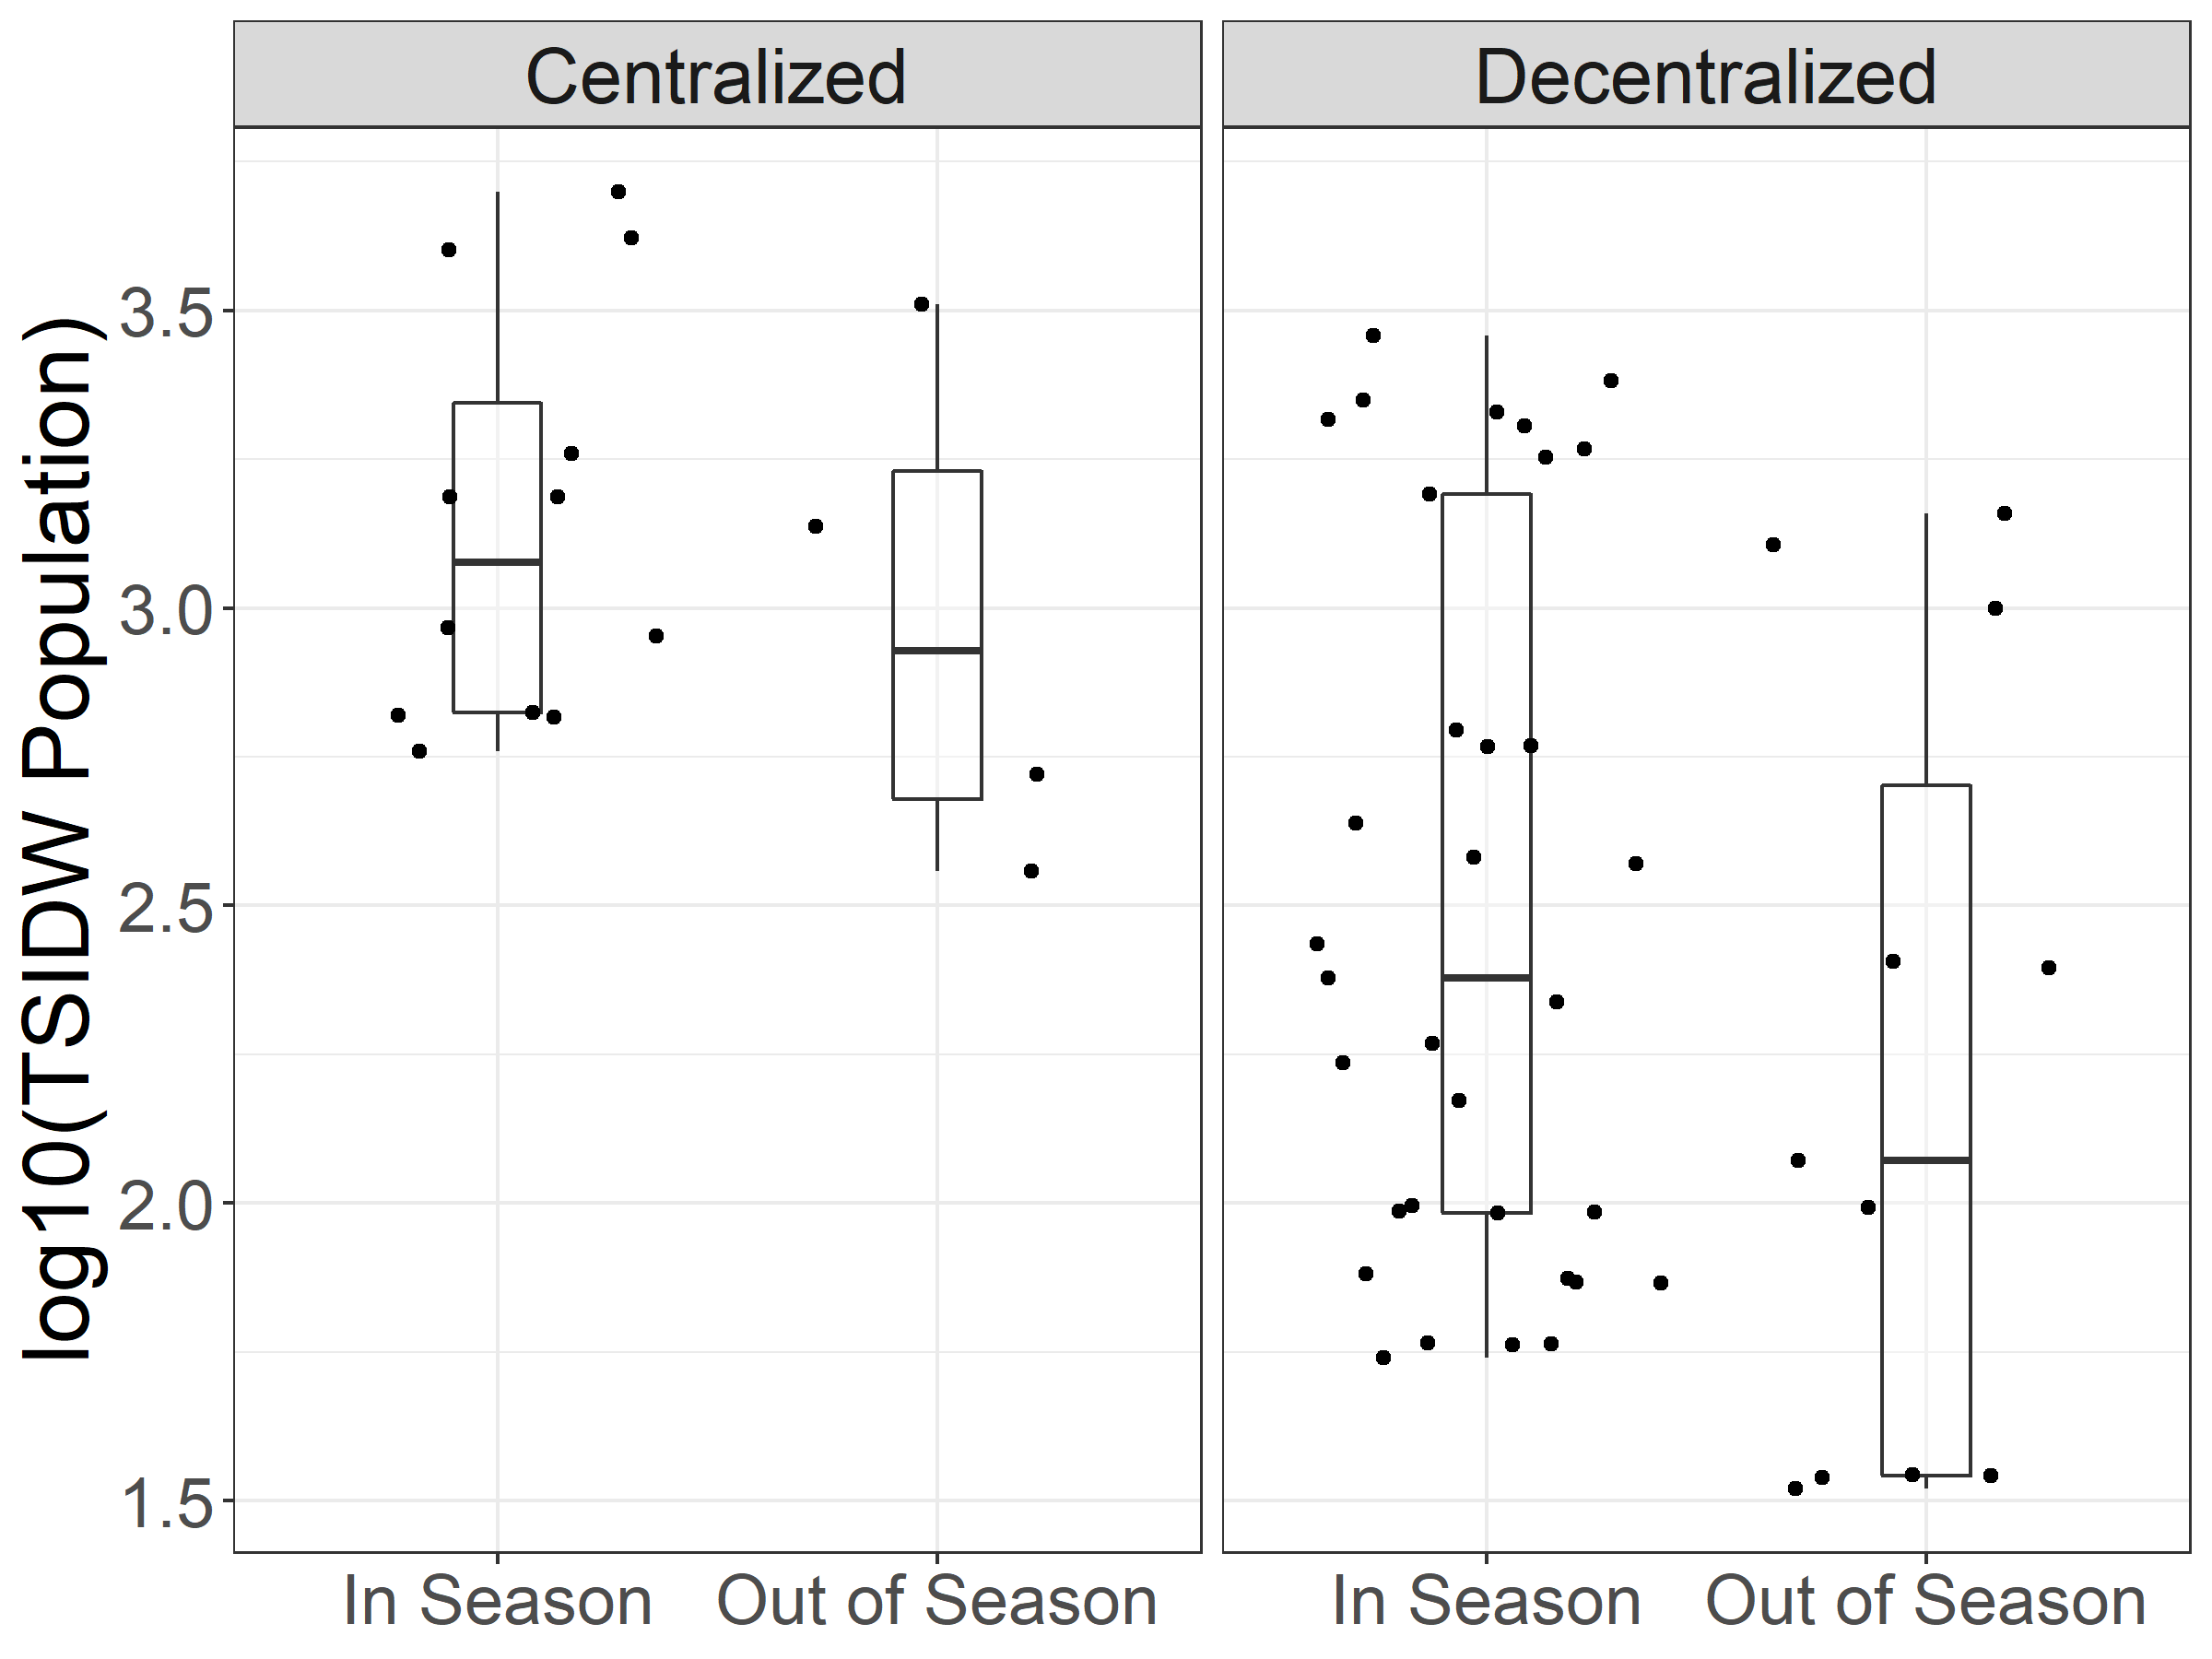 Centralized
Decentralized
log10(TSIDW Population)
3.5
3.0
2.5
2.0
1.5
In Season
Out of Season
In Season
Out of Season